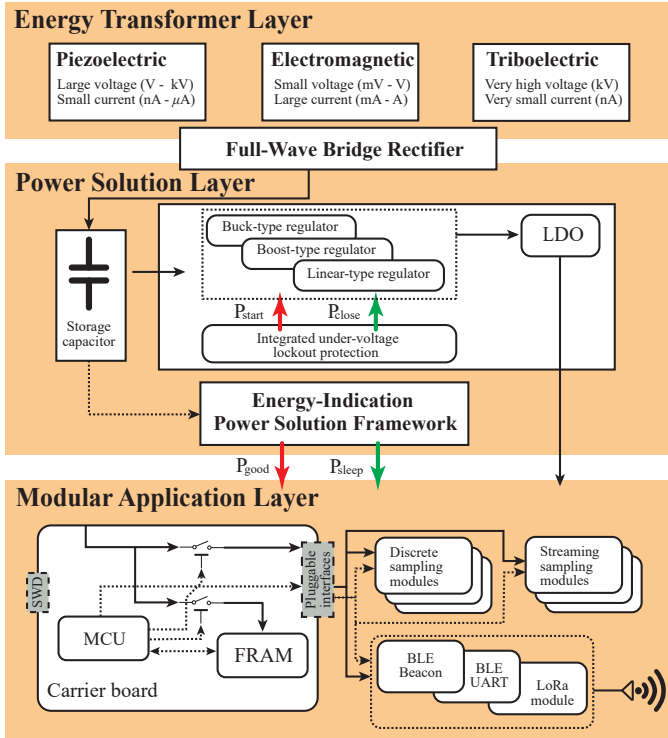 Energy Transformer Layer
Piezoelectric
Large voltage (V - kV)
Small current (nA - μA)
Electromagnetic
Small voltage (mV - V)
Large current (mA - A)
Triboelectric
Very high voltage (kV)
Very small current (nA)
Full-Wave Bridge Rectifier
Power Solution Layer
Storage
capacitor
Buck-type regulator
Boost-type regulator
Linear-type regulator
LDO
Pstart
Pclose
Integrated under-voltage
lockout protection
Energy-Indication
Power Solution Framework
Pgood
Psleep
Modular Application Layer
SWD
MCU
FRAM
Carrier board
Pluggable
interfaces
Discrete
sampling
modules
Streaming
sampling
modules
BLE
Beacon
BLE
UART
LoRa
module